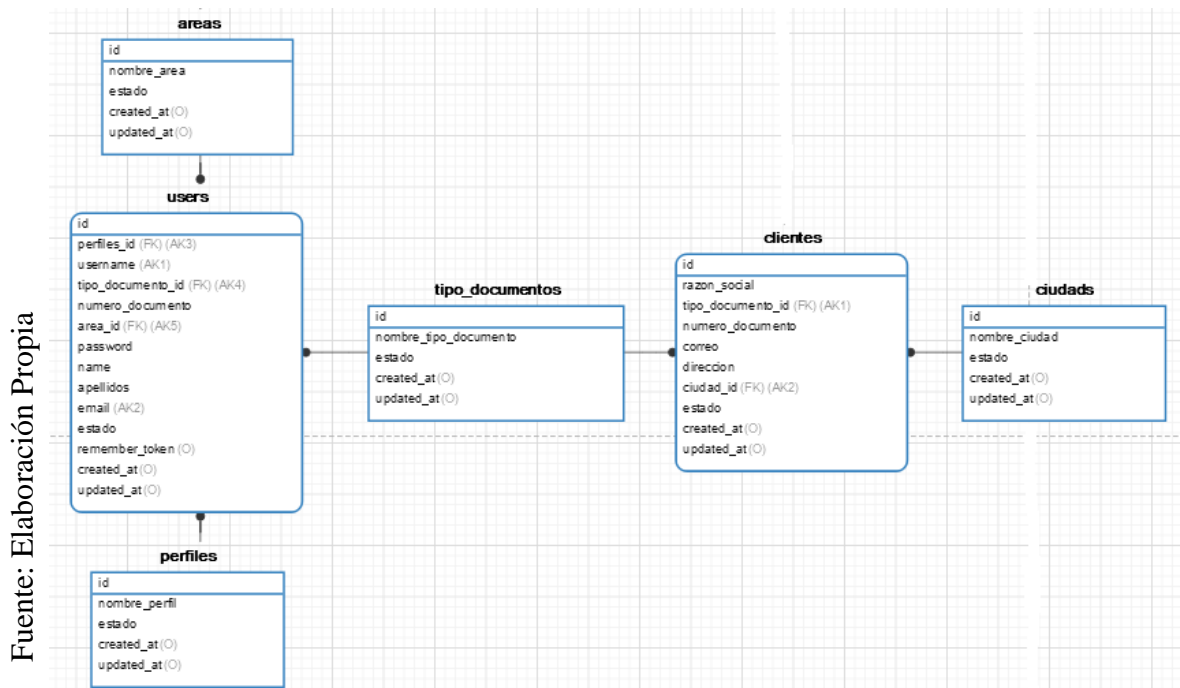 areas
id
nombre_area
estado
created_at(O)
updated_at(O)
users
id
perfiles_id (FK) (AK3)
username (AK1)
tipo_documento_id (FK) (AK4)
numero_documento
area_id (FK) (AK5)
password
name
apellidos
email (AK2)
estado
remember_token (O)
created_at(O)
updated_at(O)
perfiles
id
nombre_perfil
estado
created_at(O)
updated_at(O)
tipo_documentos
id
nombre_tipo_documento
estado
created_at(O)
updated_at(O)
clientes
id
razon_social
tipo_documento_id (FK) (AK1)
numero_documento
correo
direccion
ciudad_id (FK) (AK2)
estado
created_at(O)
updated_at(O)
ciudads
id
nombre_ciudad
estado
created_at(O)
updated_at(O)
Fuente: Elaboración Propia